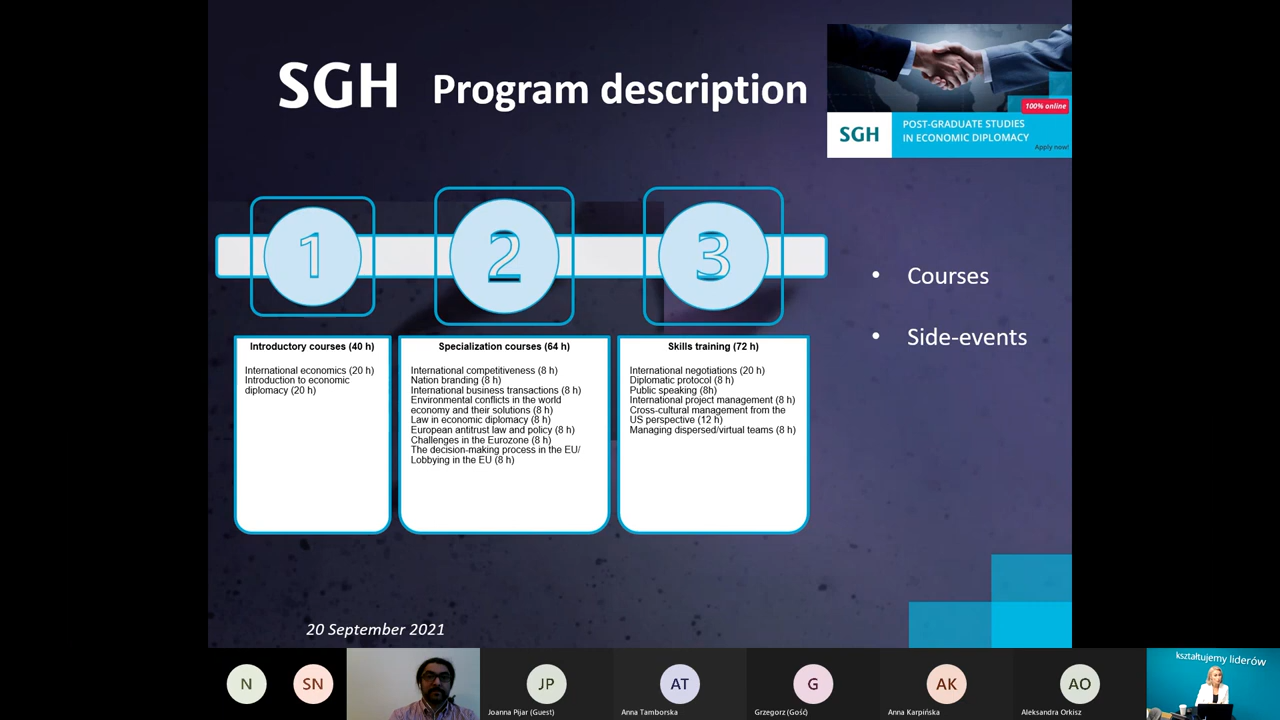 SGH Program description
100% online
SGH
POST-GRADUATE STUDIES
IN ECONOMIC DIPLOMACY
Apply now!
1
2
3
Introductory courses (40 h)
International economics (20 h)
Introduction to economic
diplomacy (20 h)
Specialization courses (64 h)
International competitiveness (8 h)
Nation branding (8 h)
International business transactions (8 h)
Environmental conflicts in the world
economy and their solutions (8 h)
Law in economic diplomacy (8 h)
European antitrust law and policy (8 h)
Challenges in the Eurozone (8 h)
The decision-making process in the EU/
Lobbying in the EU (8 h)
Skills training (72 h)
International negotiations (20 h)
Diplomatic protocol (8 h)
Public speaking (8h)
International project management (8 h)
Cross-cultural management from the
US perspective (12 h)
Managing dispersed/virtual teams (8 h)
• Courses
• Side-events
20 September 2021
N
SN
JP
Joanna Pijar (Guest)
AT
Anna Tamborska
G
Grzegorz (Gość)
AK
Anna Karpińska
AO
Aleksandra Orkisz
kształtujemy liderów